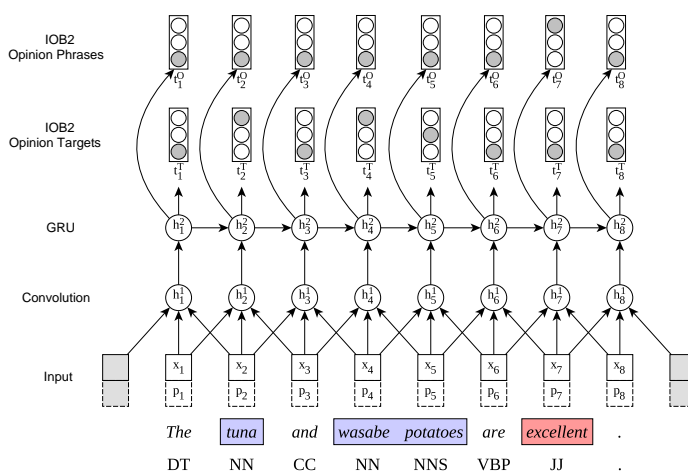 IOB2
Opinion Phrases
t₁ᴼ t₂ᴼ t₃ᴼ t₄ᴼ t₅ᴼ t₆ᴼ t₇ᴼ t₈ᴼ
IOB2
Opinion Targets
t₁ᵀ t₂ᵀ t₃ᵀ t₄ᵀ t₅ᵀ t₆ᵀ t₇ᵀ t₈ᵀ
GRU h₁² h₂² h₃² h₄² h₅² h₆² h₇² h₈²
Convolution h₁¹ h₂¹ h₃¹ h₄¹ h₅¹ h₆¹ h₇¹ h₈¹
x₁ x₂ x₃ x₄ x₅ x₆ x₇ x₈
Input
p₁ p₂ p₃ p₄ p₅ p₆ p₇ p₈
The tuna and wasabe potatoes are excellent .
DT NN CC NN NNS VBP JJ .